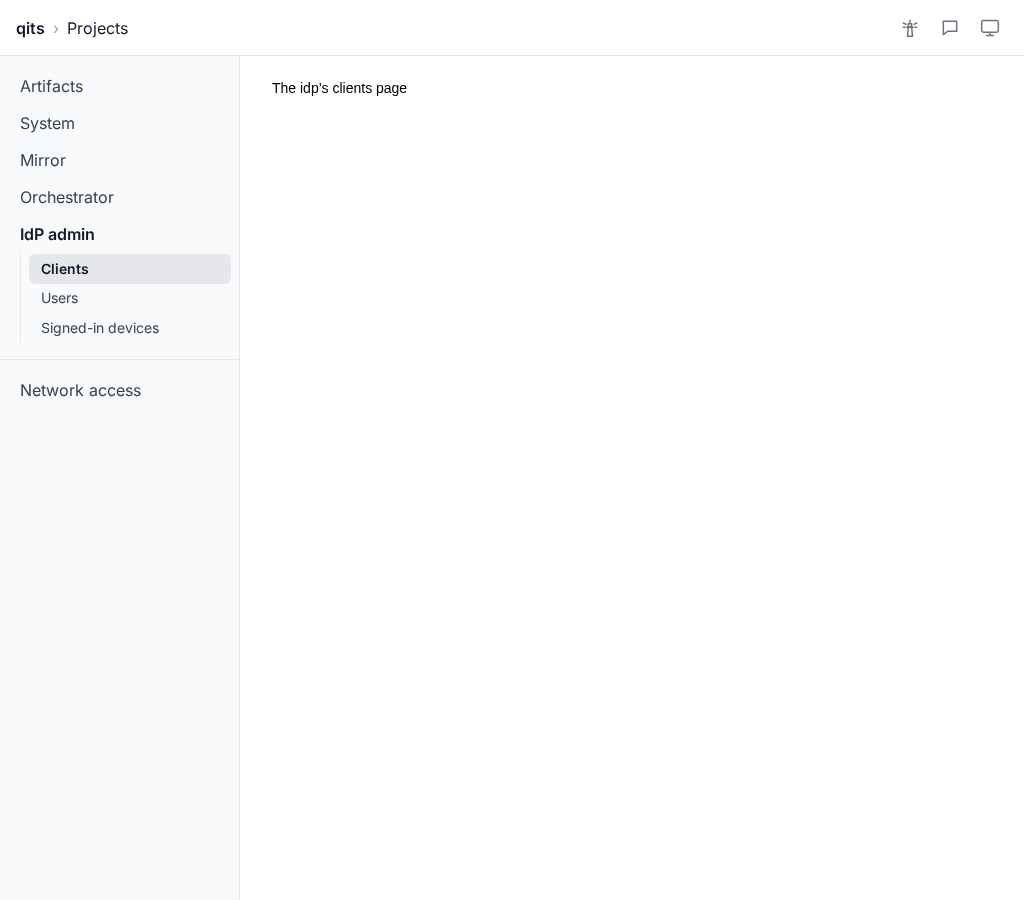 qits › Projects
Artifacts
System
Mirror
Orchestrator
IdP admin
Clients
Users
Signed-in devices
Network access
The idp's clients page